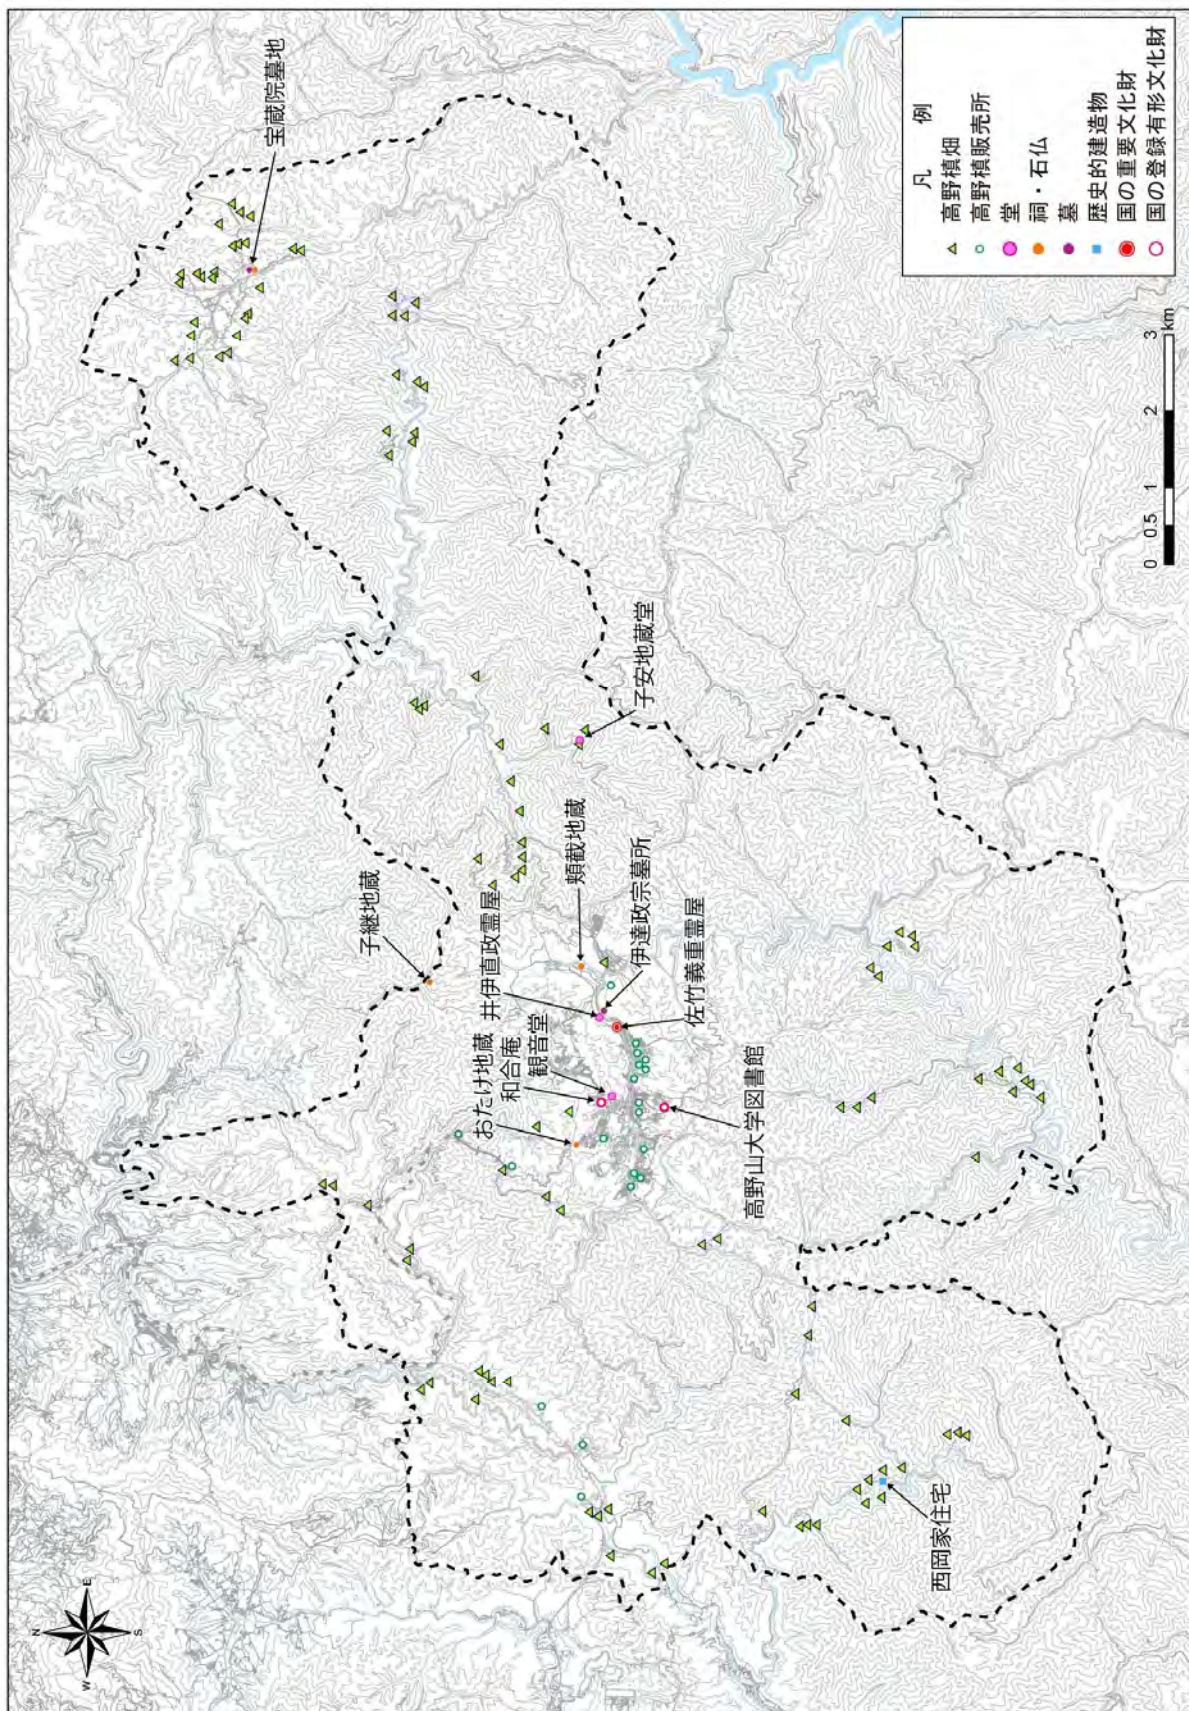 宝蔵院墓地
子継地蔵
おたけ地蔵
和合庵
観音堂
井伊直政霊屋
頬截地蔵
伊達政宗墓所
佐竹義重霊屋
子安地蔵堂
高野山大学図書館
西岡家住宅
N
W
E
S
凡例
高野槙畑
高野槙販売所
堂
祠・石仏
墓
歴史的建造物
国の重要文化財
国の登録有形文化財
0 0.5 1 2 3
km